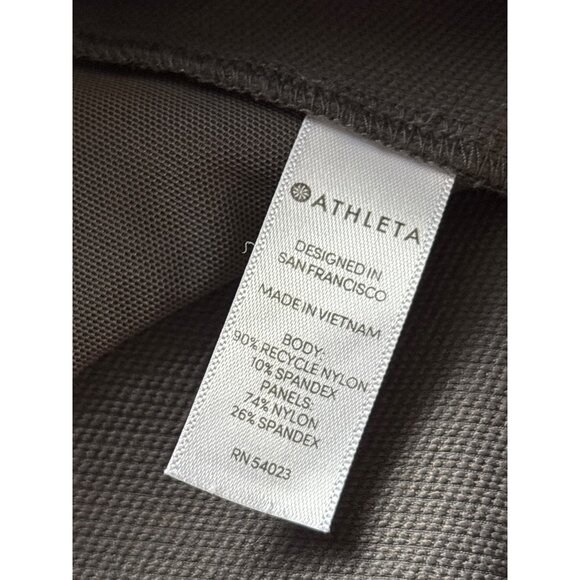 ATHLETA
DESIGNED IN
SAN FRANCISCO
MADE IN VIETNAM
BODY:
90% RECYCLE NYLON
10% SPANDEX
PANELS:
74% NYLON
26% SPANDEX
RN 54023